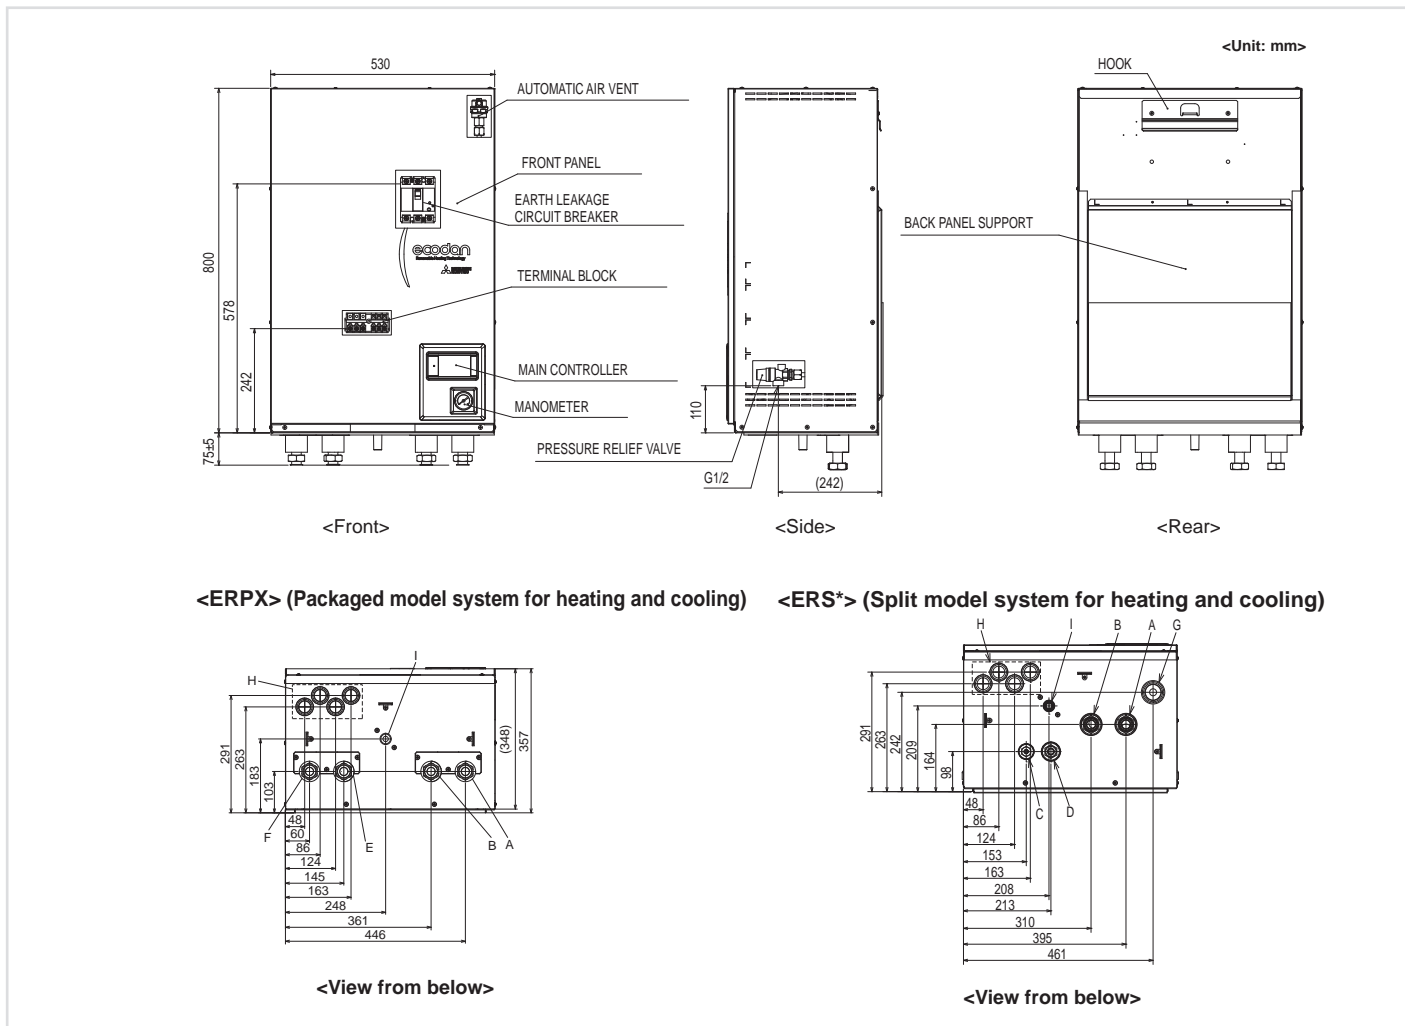 <Unit: mm>
530
AUTOMATIC AIR VENT
HOOK
FRONT PANEL
EARTH LEAKAGE
CIRCUIT BREAKER
ecodan
Renewable Heating Technology
BACK PANEL SUPPORT
TERMINAL BLOCK
800
578
242
75±5
MAIN CONTROLLER
MANOMETER
110
PRESSURE RELIEF VALVE
G1/2
(242)
<Front>
<Side>
<Rear>
<ERPX> (Packaged model system for heating and cooling)
<ERS*> (Split model system for heating and cooling)
I
H
291
263
183
103
(348)
357
F
E
B
A
48
60
86
124
145
163
248
361
446
<View from below>
H
I
B
A
G
291
263
242
209
164
98
C
D
48
86
124
153
163
208
213
310
395
461
<View from below>